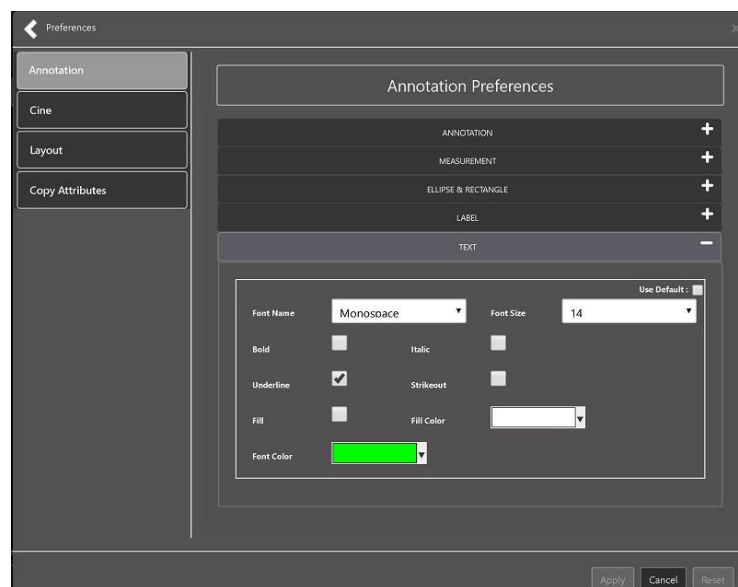 Preferences
Annotation
Cine
Layout
Copy Attributes
Annotation Preferences
ANNOTATION
MEASUREMENT
ELLIPSE & RECTANGLE
LABEL
TEXT
Use Default :
Font Name Monospace Font Size 14
Bold Italic
Underline Strikeout
Fill Fill Color
Font Color
Apply Cancel Reset